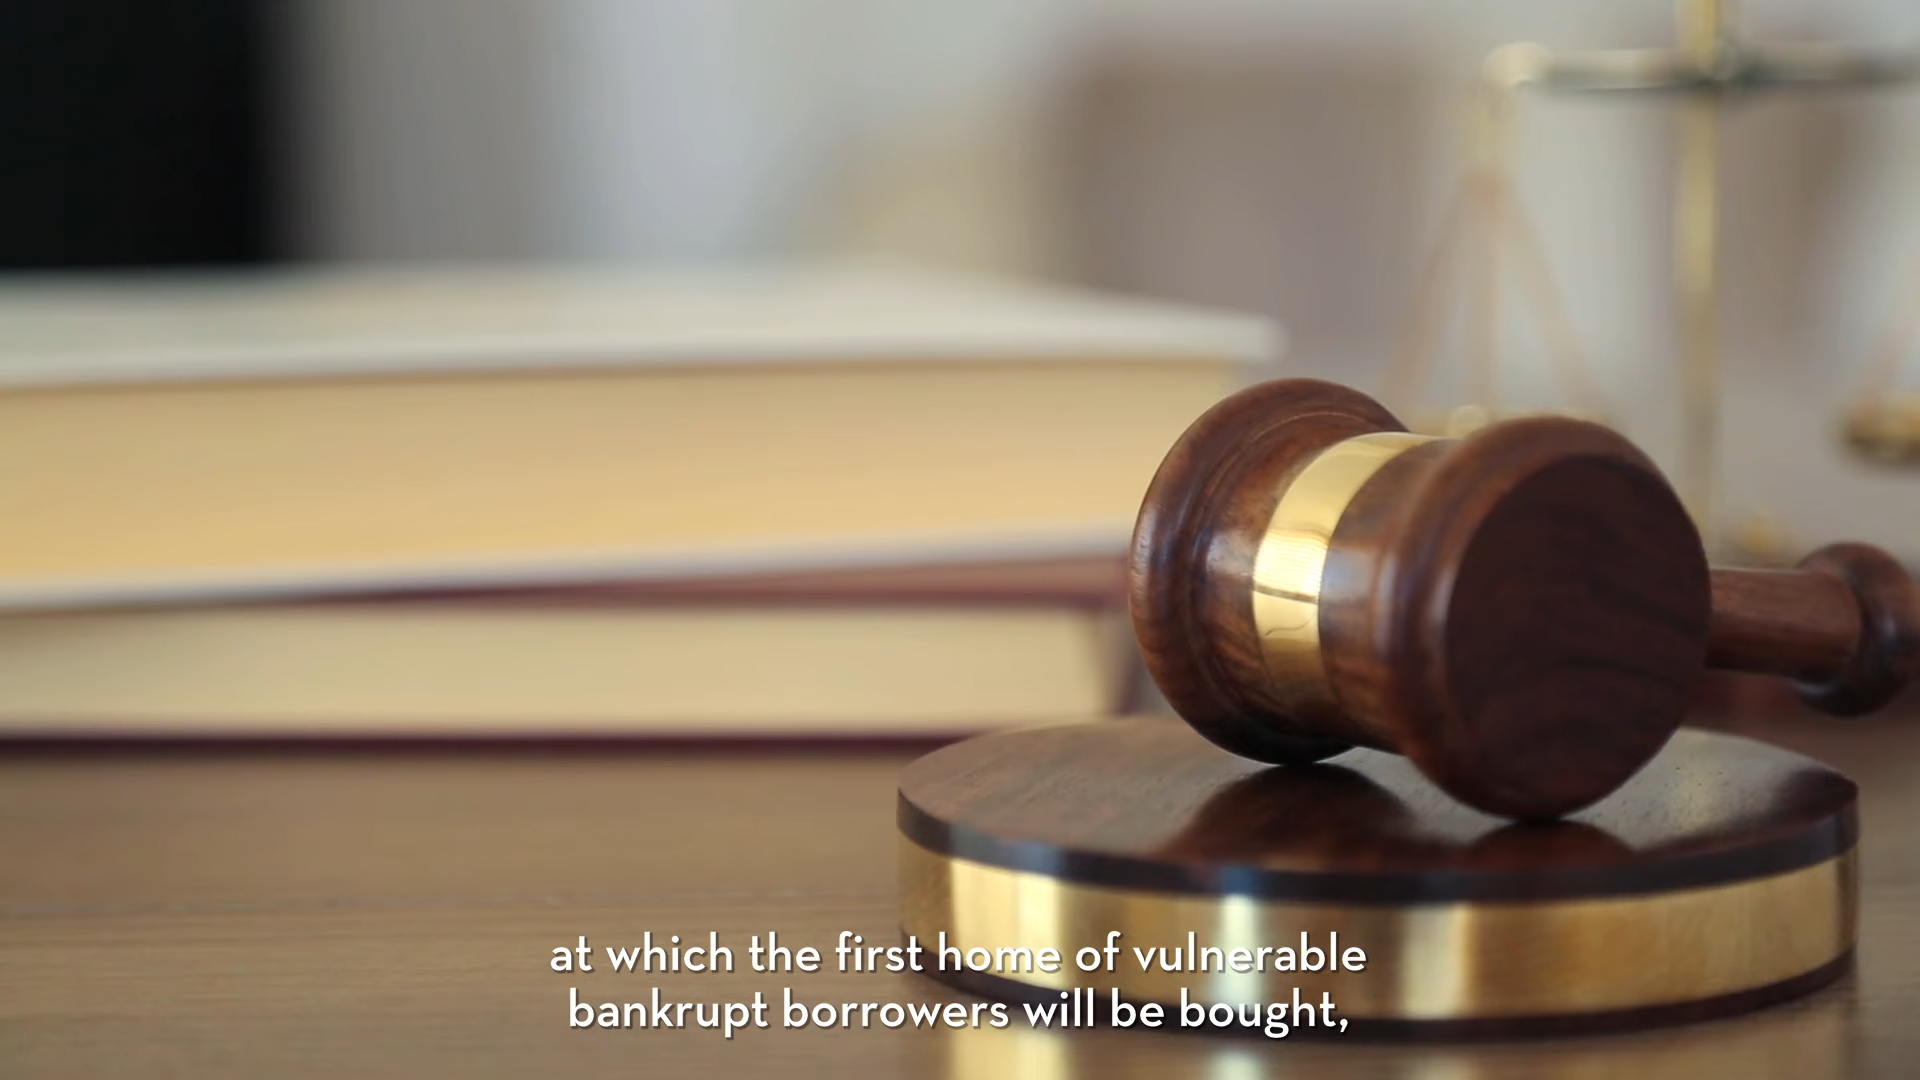 at which the first home of vulnerable
bankrupt borrowers will be bought,